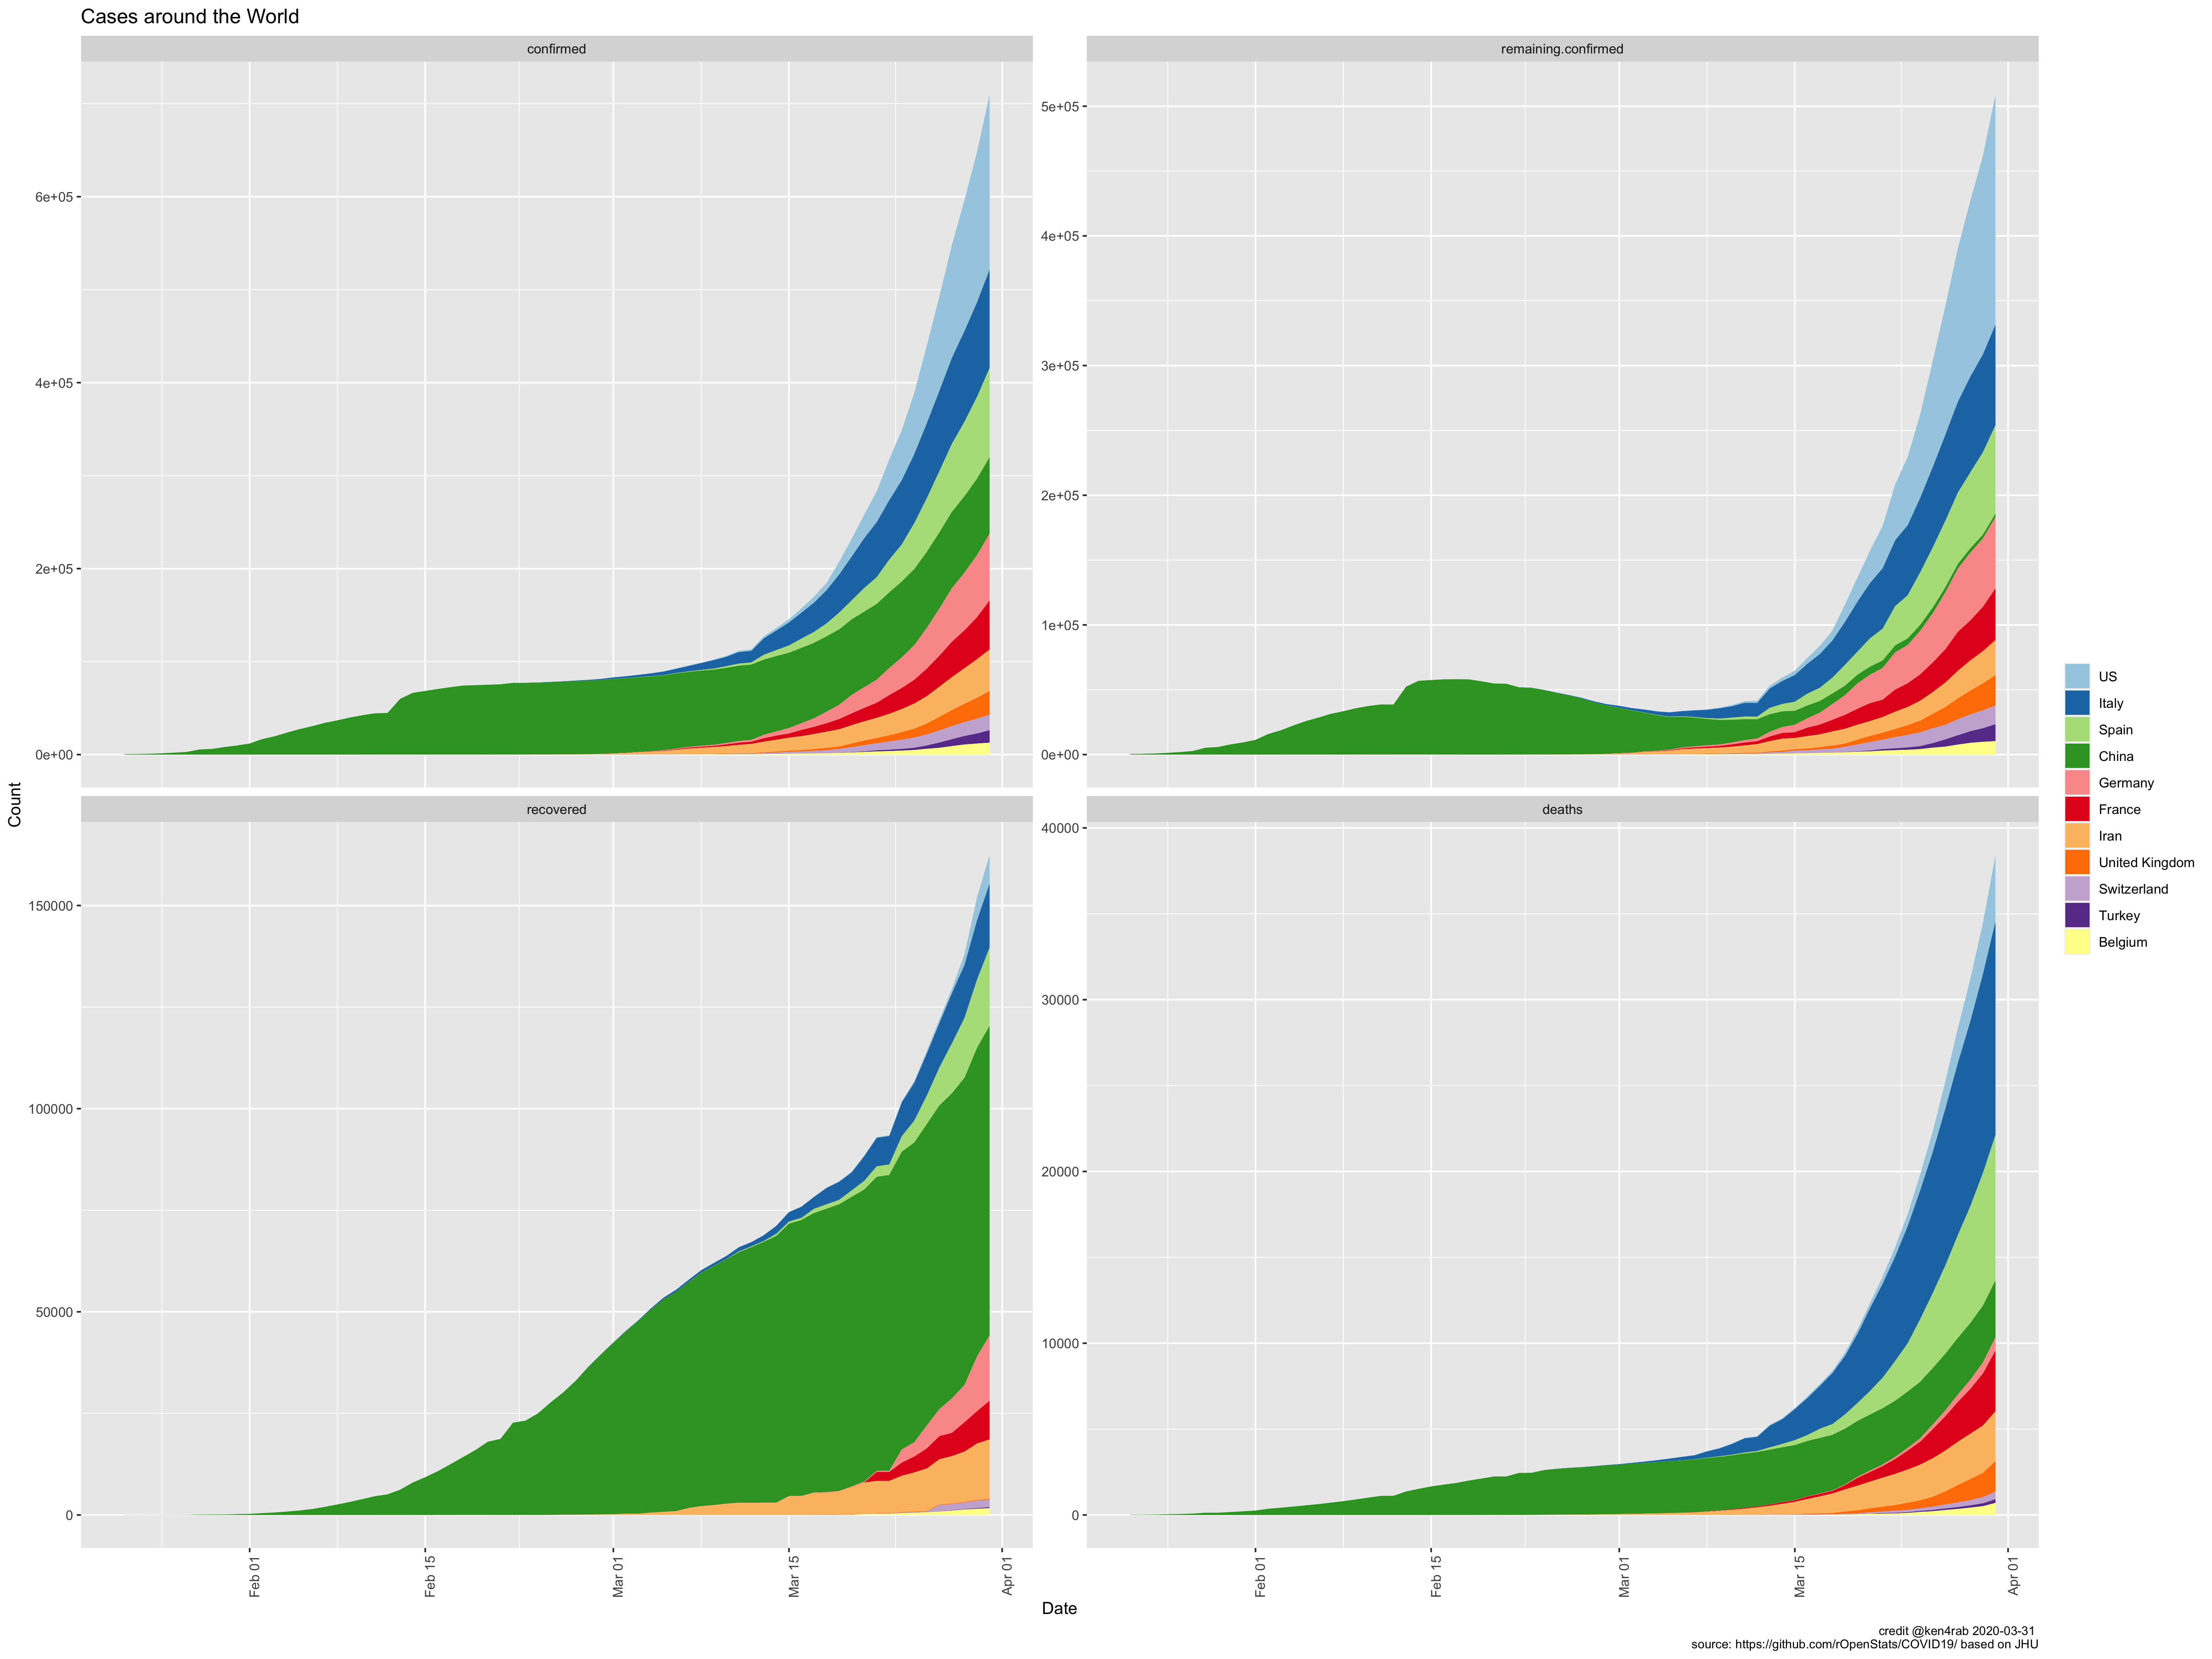 Cases around the World
confirmed
remaining.confirmed
6e+05
4e+05
2e+05
0e+00
5e+05
4e+05
3e+05
2e+05
1e+05
0e+00
Count
recovered
deaths
150000
100000
50000
0
40000
30000
20000
10000
0
Feb 01
Feb 15
Mar 01
Mar 15
Apr 01
Feb 01
Feb 15
Mar 01
Mar 15
Apr 01
Date
US
Italy
Spain
China
Germany
France
Iran
United Kingdom
Switzerland
Turkey
Belgium
credit @ken4rab 2020-03-31
source: https://github.com/rOpenStats/COVID19/ based on JHU